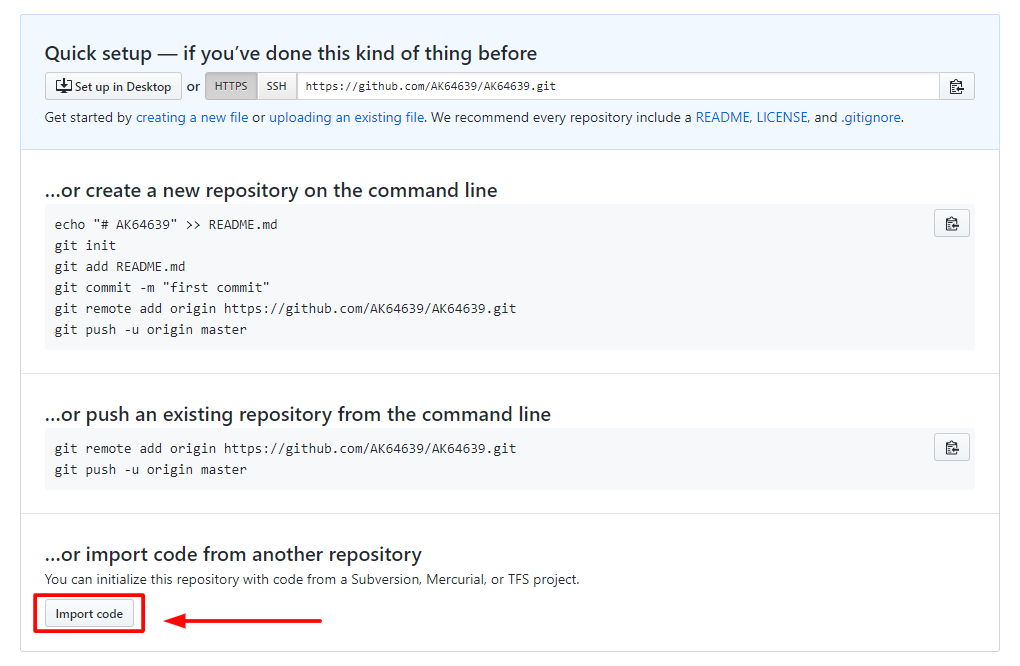 Quick setup — if you’ve done this kind of thing before
Set up in Desktop or HTTPS SSH https://github.com/AK64639/AK64639.git
Get started by creating a new file or uploading an existing file. We recommend every repository include a README, LICENSE, and .gitignore.
…or create a new repository on the command line
echo "# AK64639" >> README.md
git init
git add README.md
git commit -m "first commit"
git remote add origin https://github.com/AK64639/AK64639.git
git push -u origin master
…or push an existing repository from the command line
git remote add origin https://github.com/AK64639/AK64639.git
git push -u origin master
…or import code from another repository
You can initialize this repository with code from a Subversion, Mercurial, or TFS project.
Import code